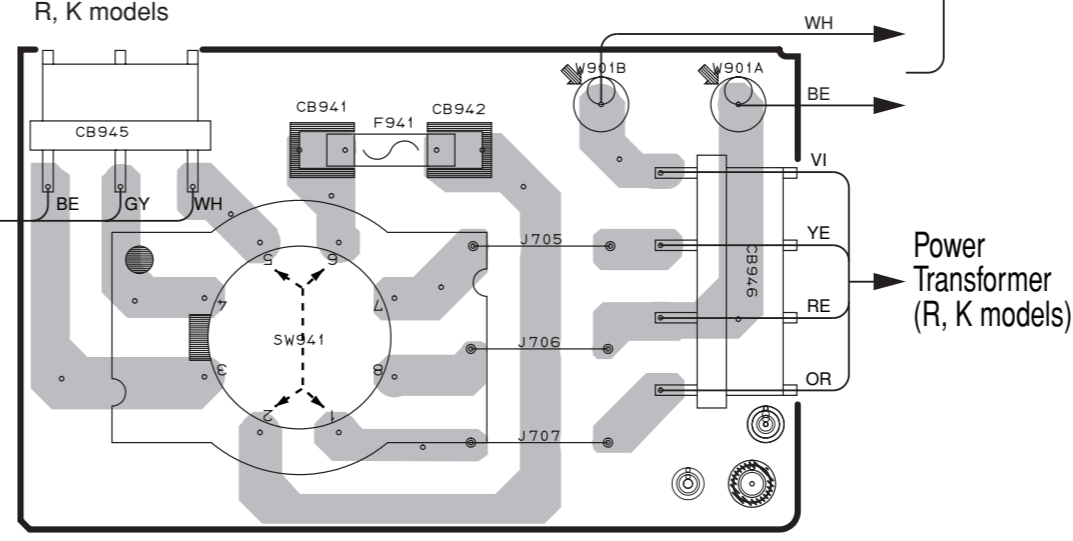 R, K models
WH
W901B
W901A
BE
CB941
CB942
F941
CB945
VI
BE
GY
WH
YE
J705
5
6
CB946
Power
Transformer
(R, K models)
4
7
RE
SW941
J706
3
8
OR
2
1
J707